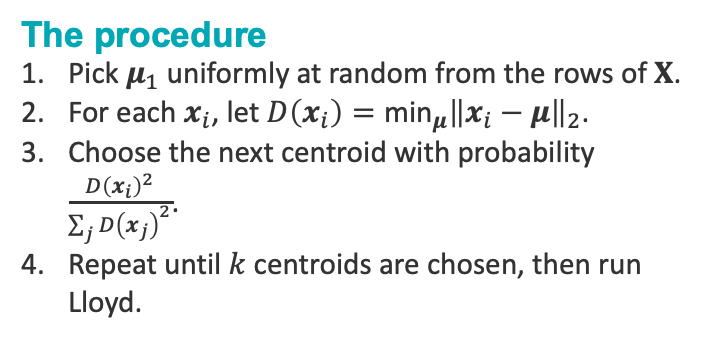 The procedure
1. Pick 𝝁₁ uniformly at random from the rows of 𝐗.
2. For each 𝒙ᵢ, let 𝐷(𝒙ᵢ) = min_𝝁‖𝒙ᵢ − 𝝁‖₂.
3. Choose the next centroid with probability
𝐷(𝒙ᵢ)²
Σⱼ 𝐷(𝒙ⱼ)².
4. Repeat until 𝑘 centroids are chosen, then run
Lloyd.